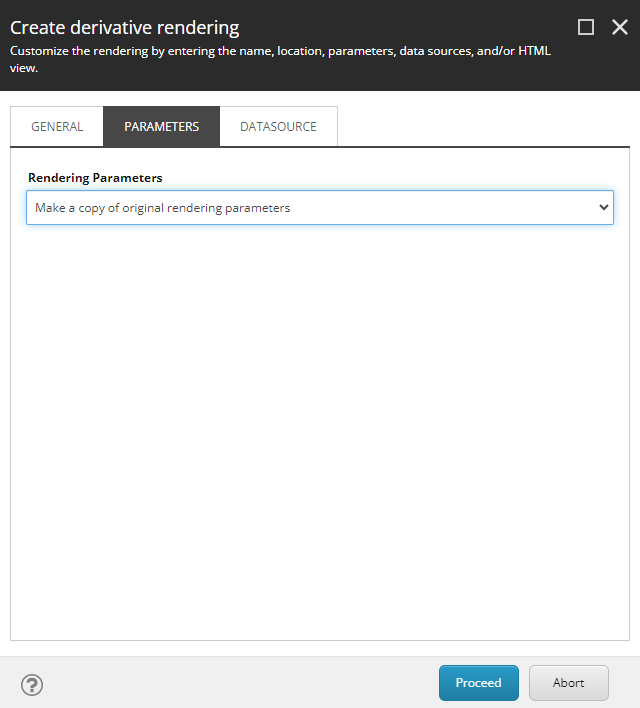 Create derivative rendering
Customize the rendering by entering the name, location, parameters, data sources, and/or HTML
view.
GENERAL
PARAMETERS
DATASOURCE
Rendering Parameters
Make a copy of original rendering parameters
?
Proceed
Abort